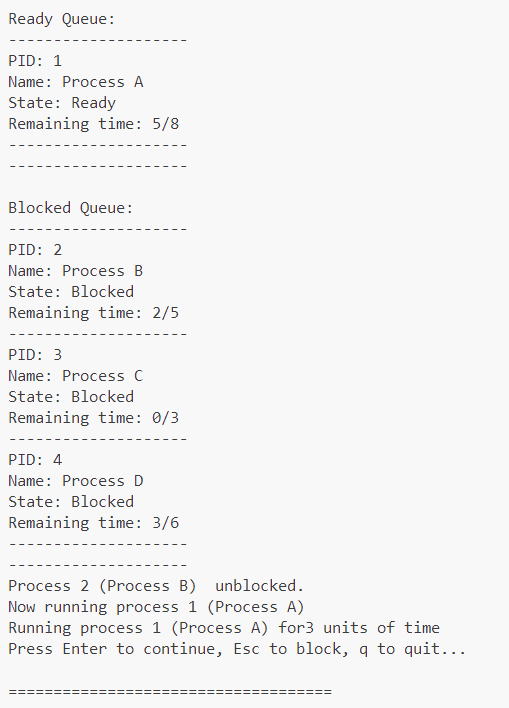 Ready Queue:
--------------------
PID: 1
Name: Process A
State: Ready
Remaining time: 5/8
--------------------
--------------------
Blocked Queue:
--------------------
PID: 2
Name: Process B
State: Blocked
Remaining time: 2/5
--------------------
PID: 3
Name: Process C
State: Blocked
Remaining time: 0/3
--------------------
PID: 4
Name: Process D
State: Blocked
Remaining time: 3/6
--------------------
--------------------
Process 2 (Process B)  unblocked.
Now running process 1 (Process A)
Running process 1 (Process A) for3 units of time
Press Enter to continue, Esc to block, q to quit...
====================================